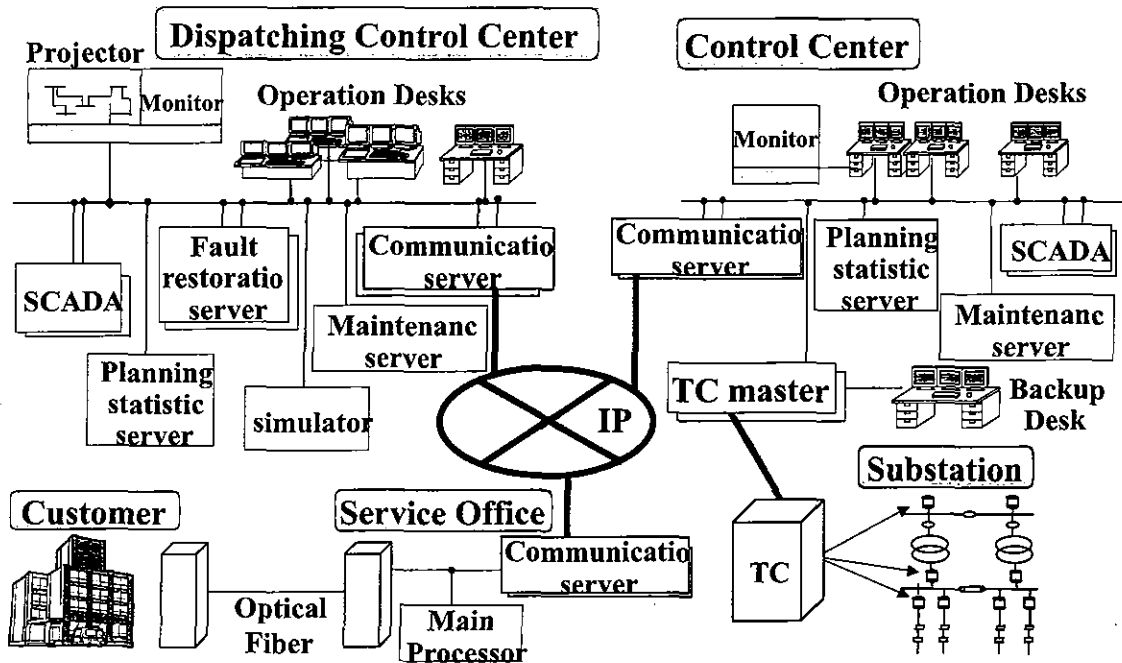 Dispatching Control Center
Projector
Monitor
Operation Desks
SCADA
Fault
restoratio
server
Communicatio
server
Maintenanc
server
Planning
statistic
server
simulator
Control Center
Operation Desks
Monitor
Communicatio
server
Planning
statistic
server
SCADA
Maintenanc
server
TC master
Backup
Desk
IP
Customer
Optical
Fiber
Service Office
Communicatio
server
Main
Processor
TC
Substation